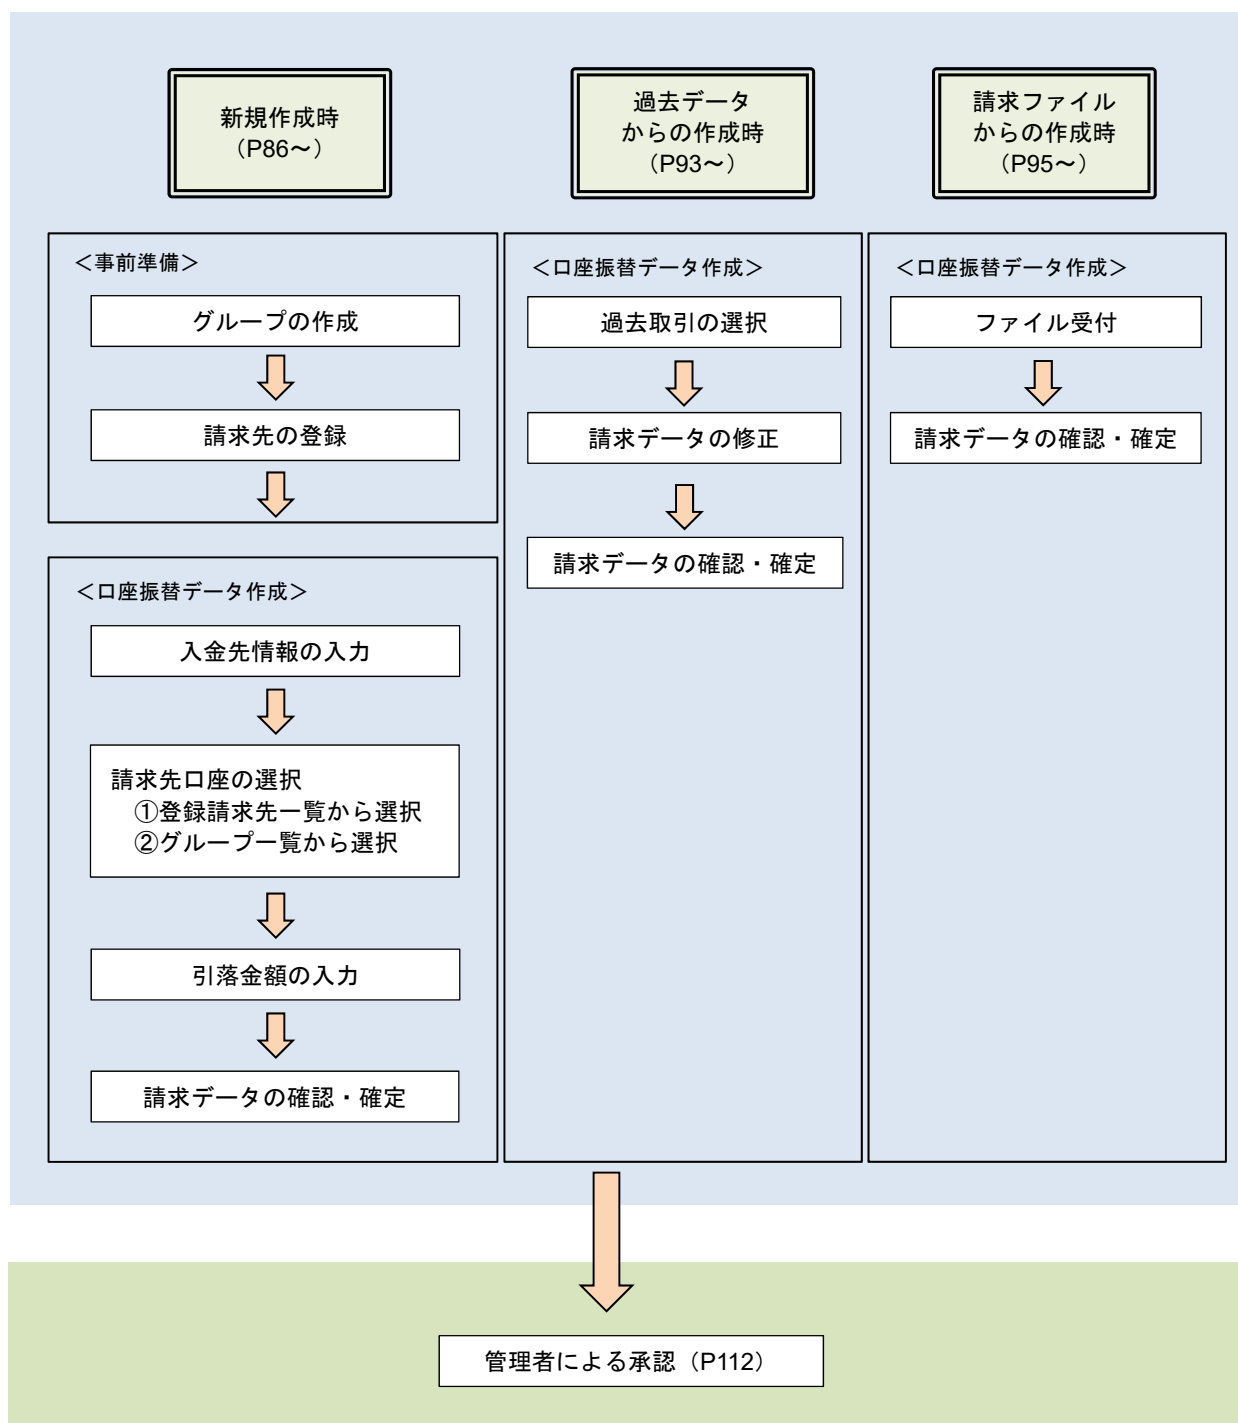 新規作成時
（P86～）
過去データ
からの作成時
（P93～）
請求ファイル
からの作成時
（P95～）
＜事前準備＞
グループの作成
請求先の登録
＜口座振替データ作成＞
入金先情報の入力
請求先口座の選択
①登録請求先一覧から選択
②グループ一覧から選択
引落金額の入力
請求データの確認・確定
＜口座振替データ作成＞
過去取引の選択
請求データの修正
請求データの確認・確定
＜口座振替データ作成＞
ファイル受付
請求データの確認・確定
管理者による承認（P112）